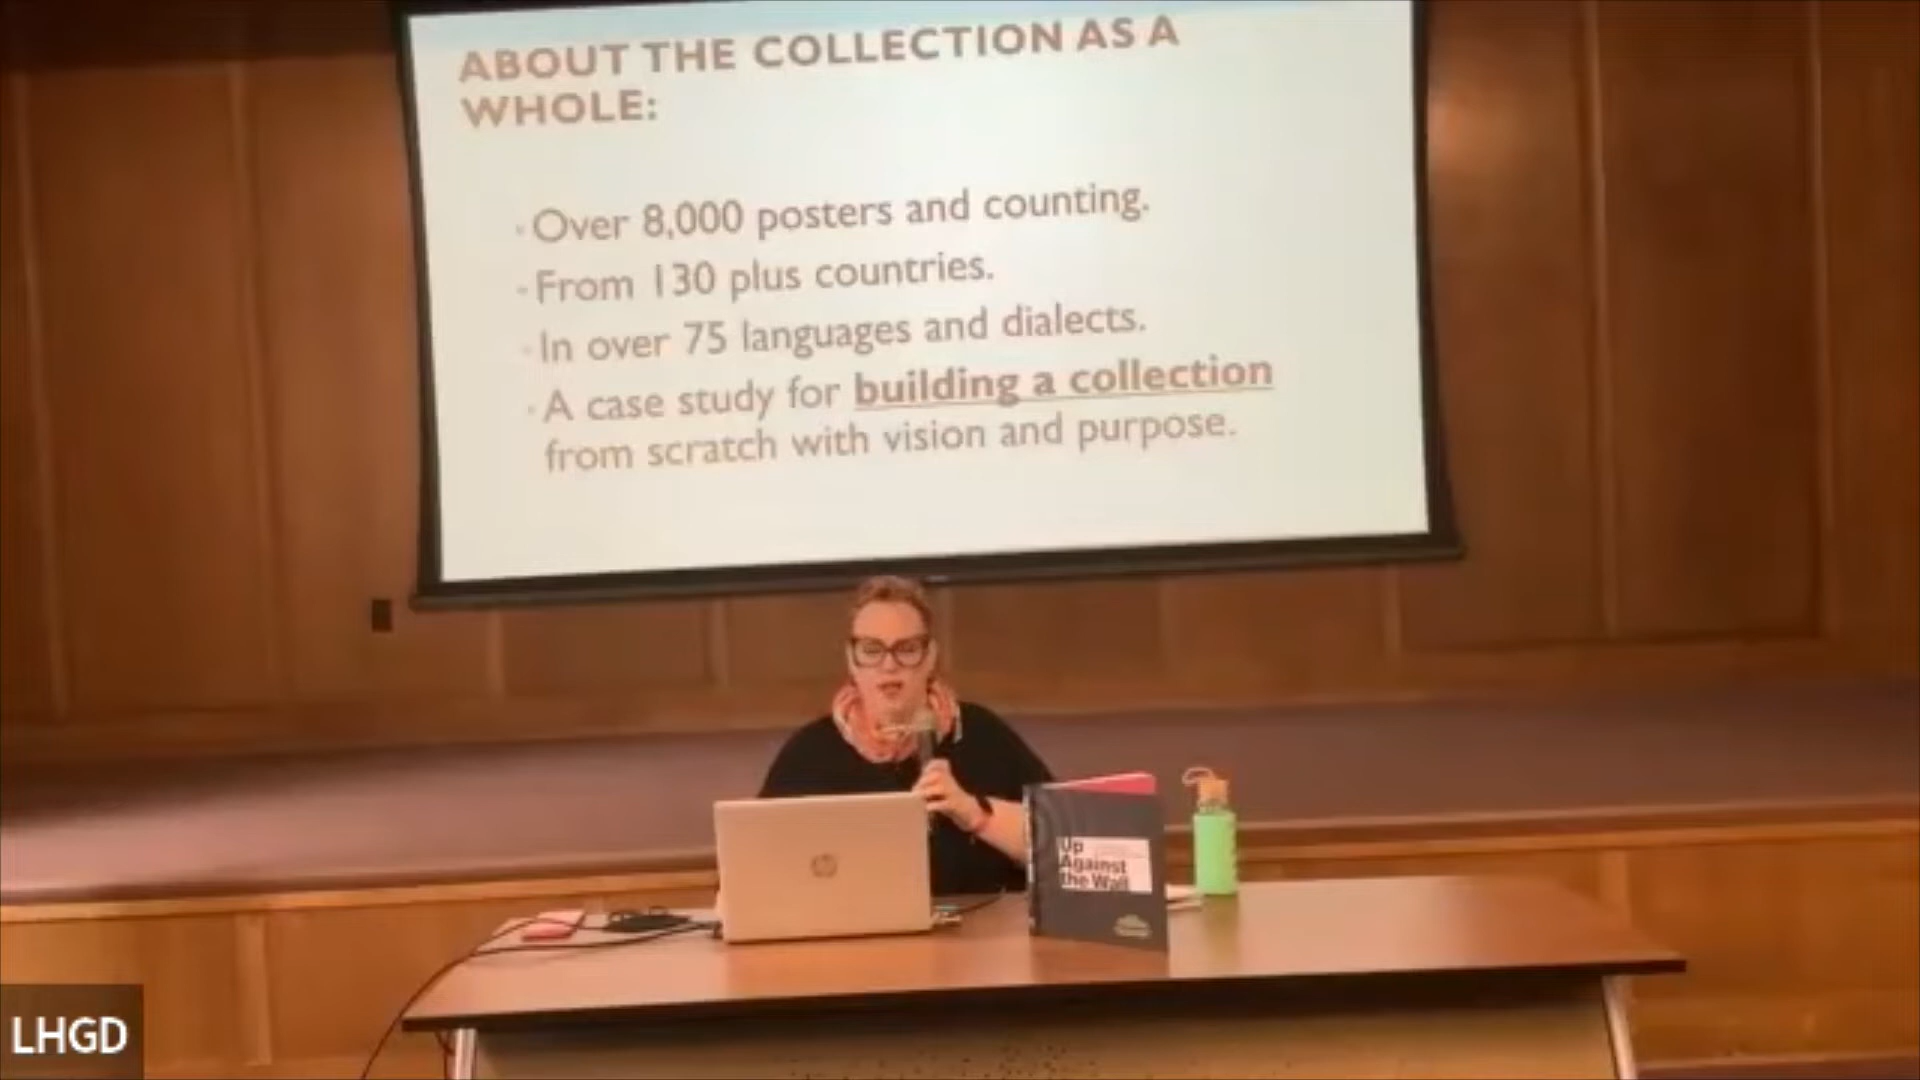 ABOUT THE COLLECTION AS A
WHOLE:
· Over 8,000 posters and counting.
· From 130 plus countries.
· In over 75 languages and dialects.
· A case study for building a collection
from scratch with vision and purpose.
hp
Up
Against
the Wall
LHGD